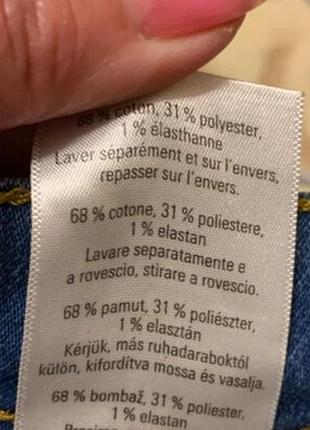 68 % coton, 31 % polyester,
1 % élasthanne
Laver séparément et sur l'envers,
repasser sur l'envers.
68 % cotone, 31 % poliestere,
1 % elastan
Lavare separatamente e
a rovescio, stirare a rovescio.
68 % pamut, 31 % poliészter,
1 % elasztán
Kérjük, más ruhadaraboktól
külön, kifordítva mossa és vasalja.
68 % bombaž, 31 % poliester,
1 % elastan